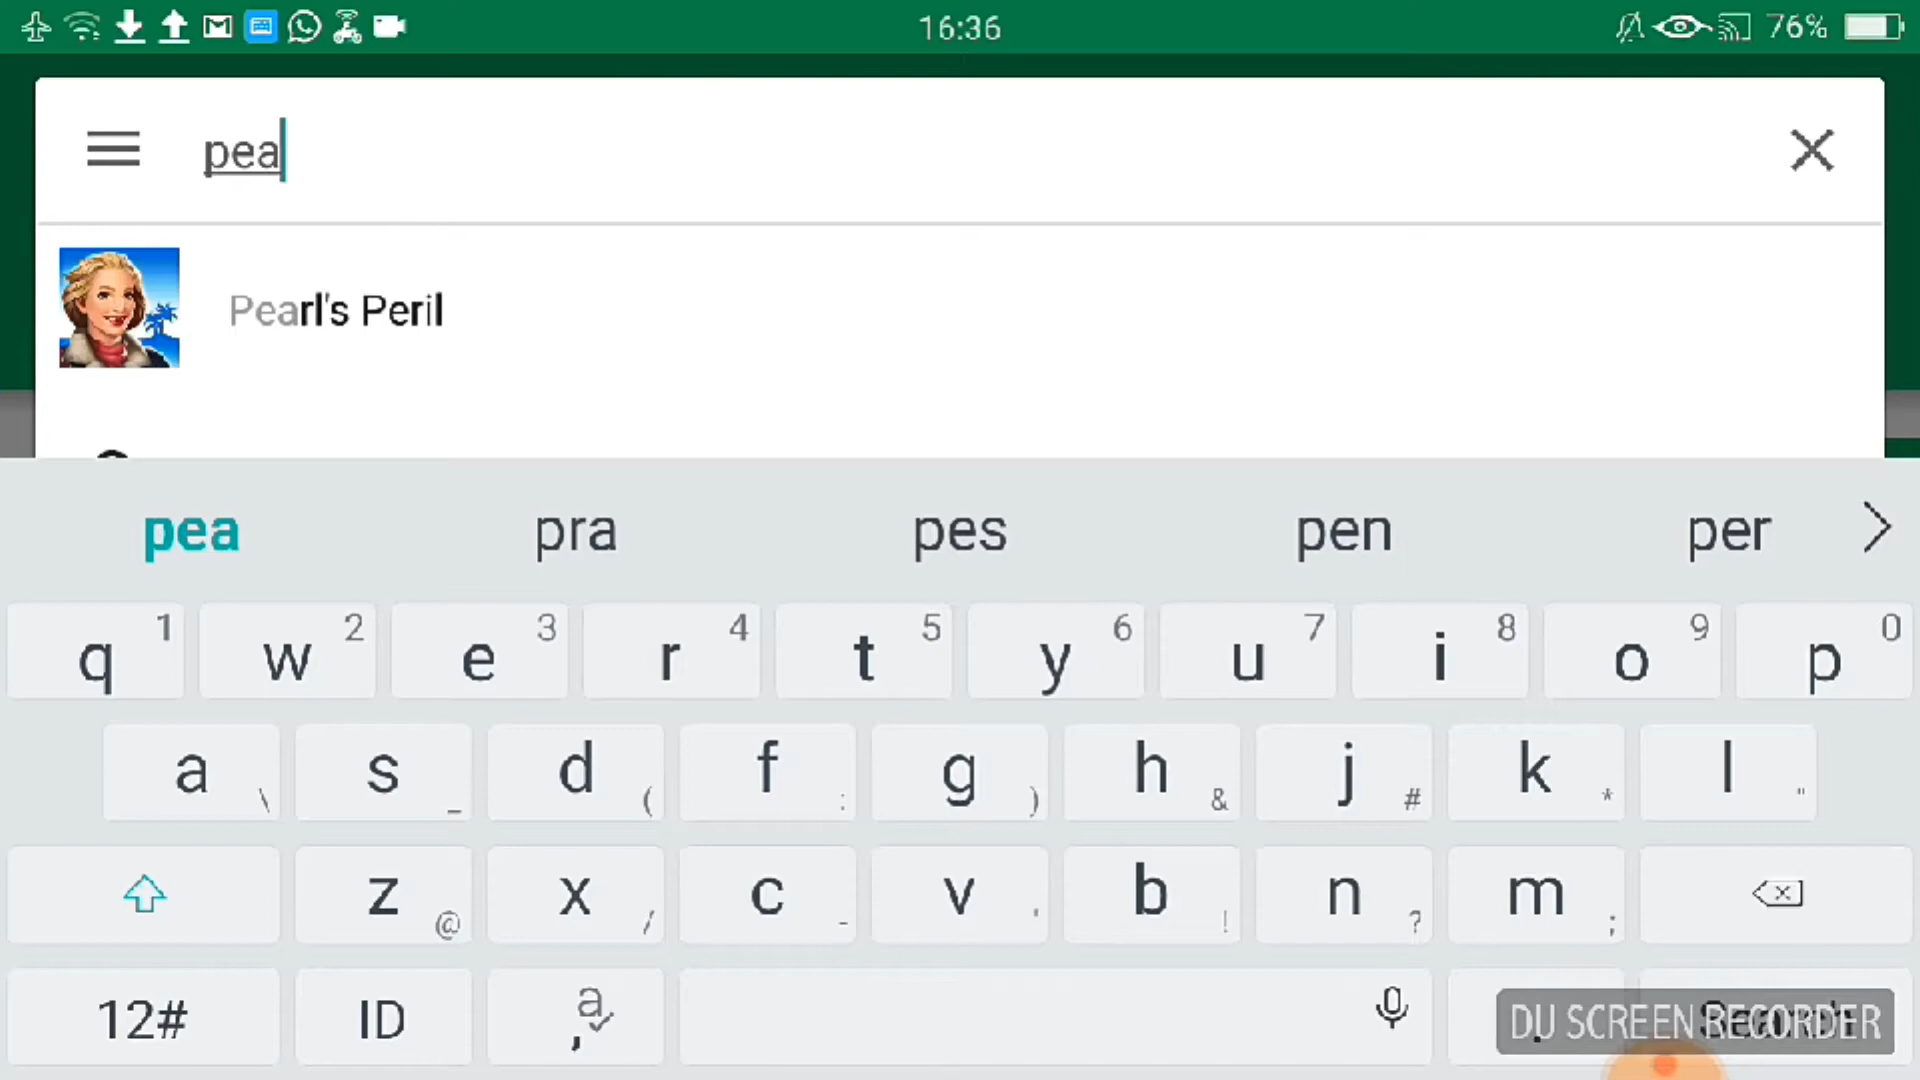 16:36
76%
pea
Pearl's Peril
pea pra pes pen per
q 1 w 2 e 3 r 4 t 5 y 6 u 7 i 8 o 9 p 0
a \ s _ d ( f : g ) h & j # k * l "
z @ x / c - v ' b ! n ? m ;
12# ID , a . Search
DU SCREEN RECORDER